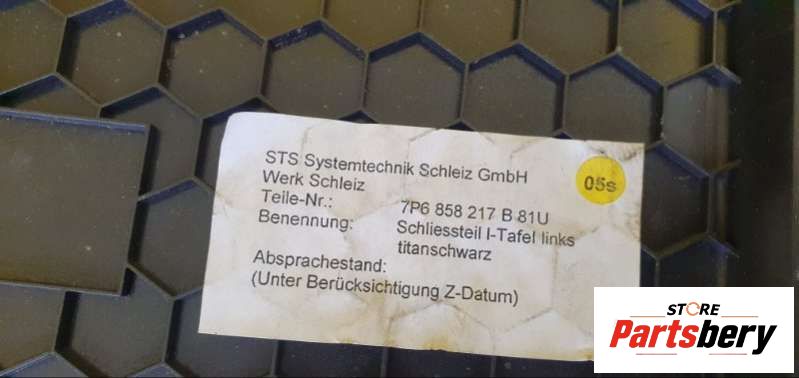 STS Systemtechnik Schleiz GmbH
Werk Schleiz
05s
Teile-Nr.: 7P6 858 217 B 81U
Benennung: Schliessteil I-Tafel links
titanschwarz
Absprachestand:
(Unter Berücksichtigung Z-Datum)
STORE
Partsbery